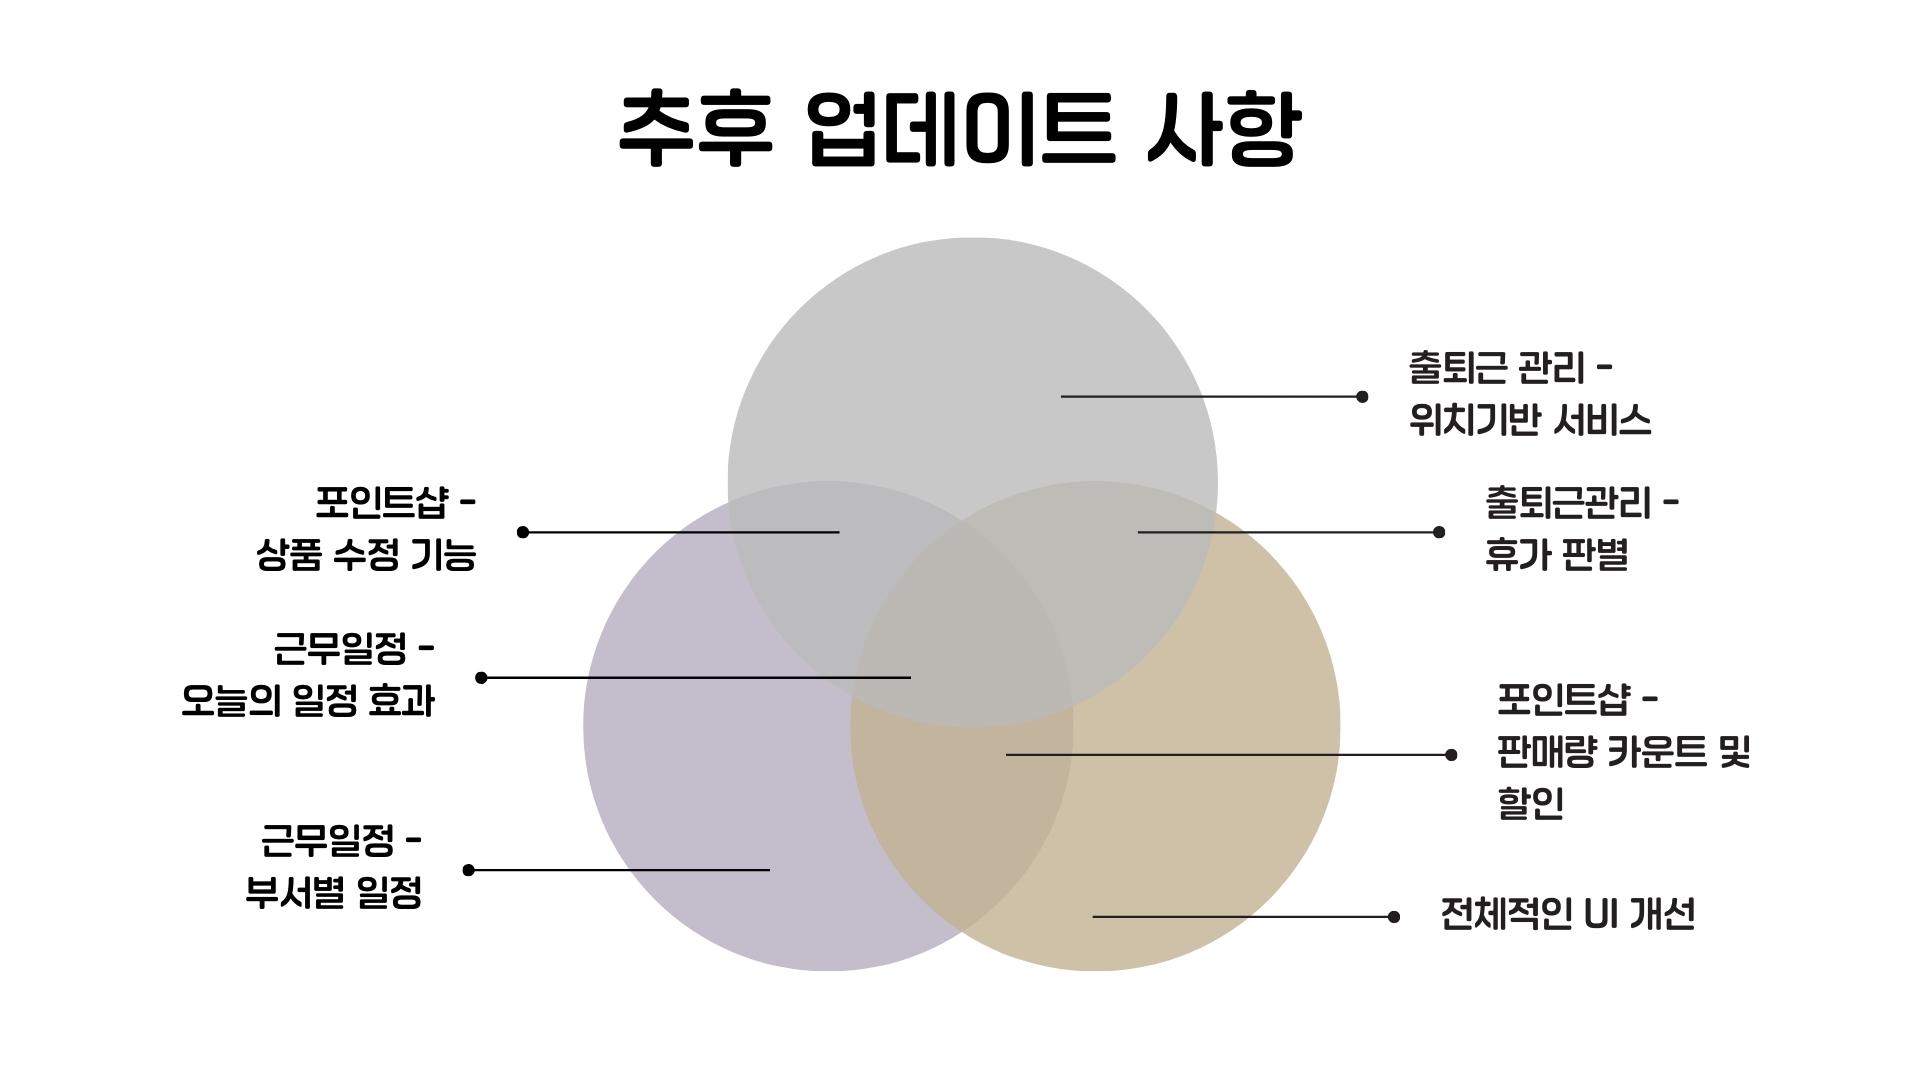 추후 업데이트 사항
출퇴근 관리 -
위치기반 서비스
포인트샵 -
상품 수정 기능
출퇴근관리 -
휴가 판별
근무일정 -
오늘의 일정 효과
포인트샵 -
판매량 카운트 및
할인
근무일정 -
부서별 일정
전체적인 UI 개선